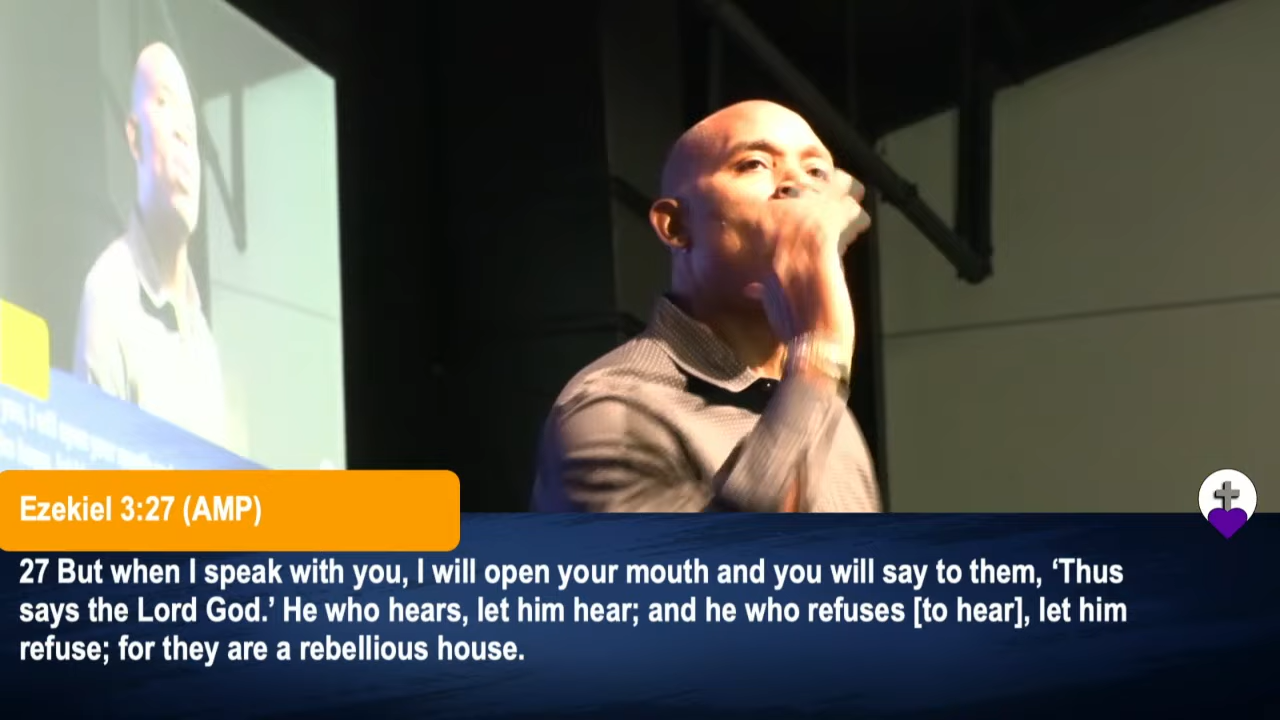 Ezekiel 3:27 (AMP)
27 But when I speak with you, I will open your mouth and you will say to them, ‘Thus
says the Lord God.’ He who hears, let him hear; and he who refuses [to hear], let him
refuse; for they are a rebellious house.